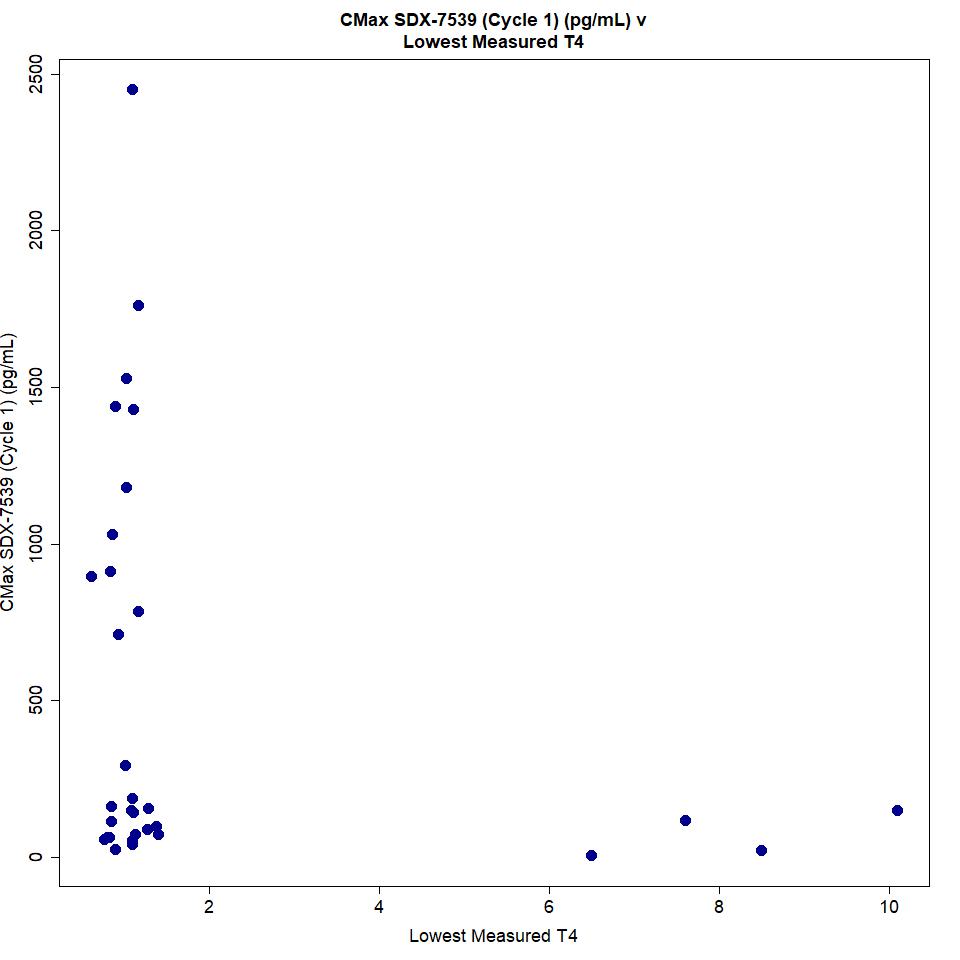 CMax SDX-7539 (Cycle 1) (pg/mL) v
Lowest Measured T4
CMax SDX-7539 (Cycle 1) (pg/mL)
2500
2000
1500
1000
500
0
2 4 6 8 10
Lowest Measured T4